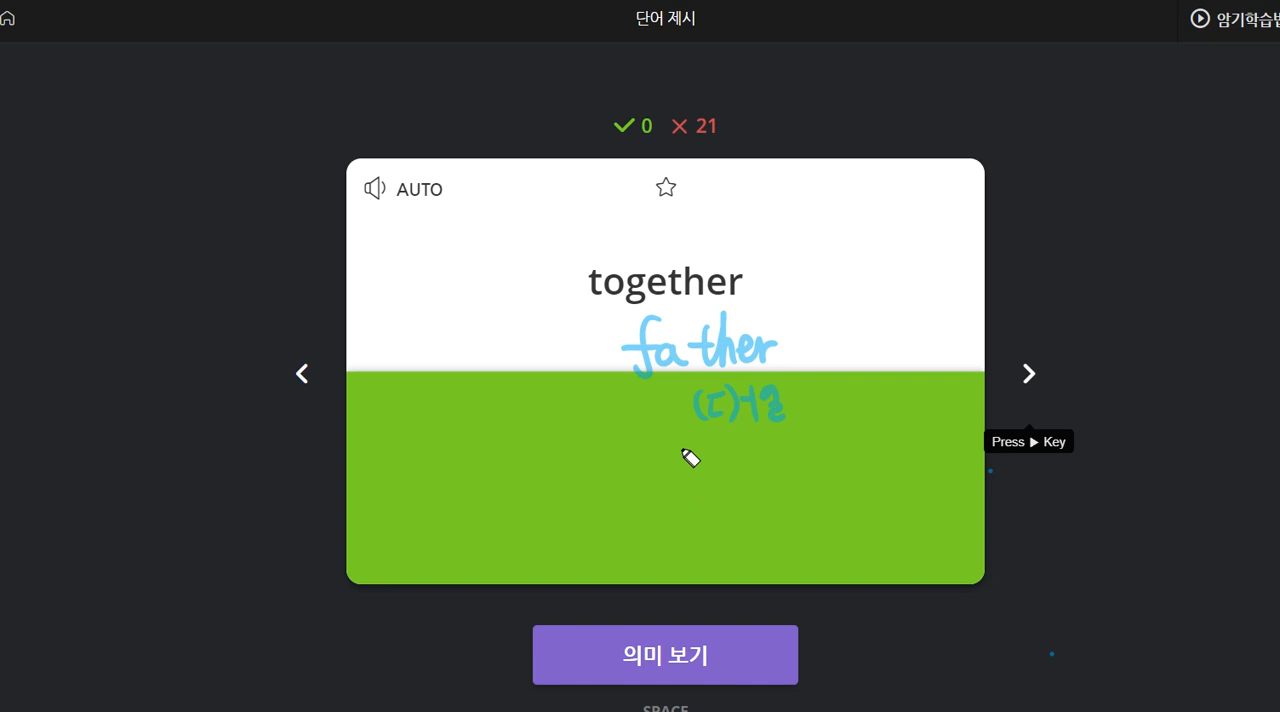 단어 제시
암기학습법
0 21
AUTO
together
father
(ㄷ)ㅓㄹ
Press Key
의미 보기
SPACE